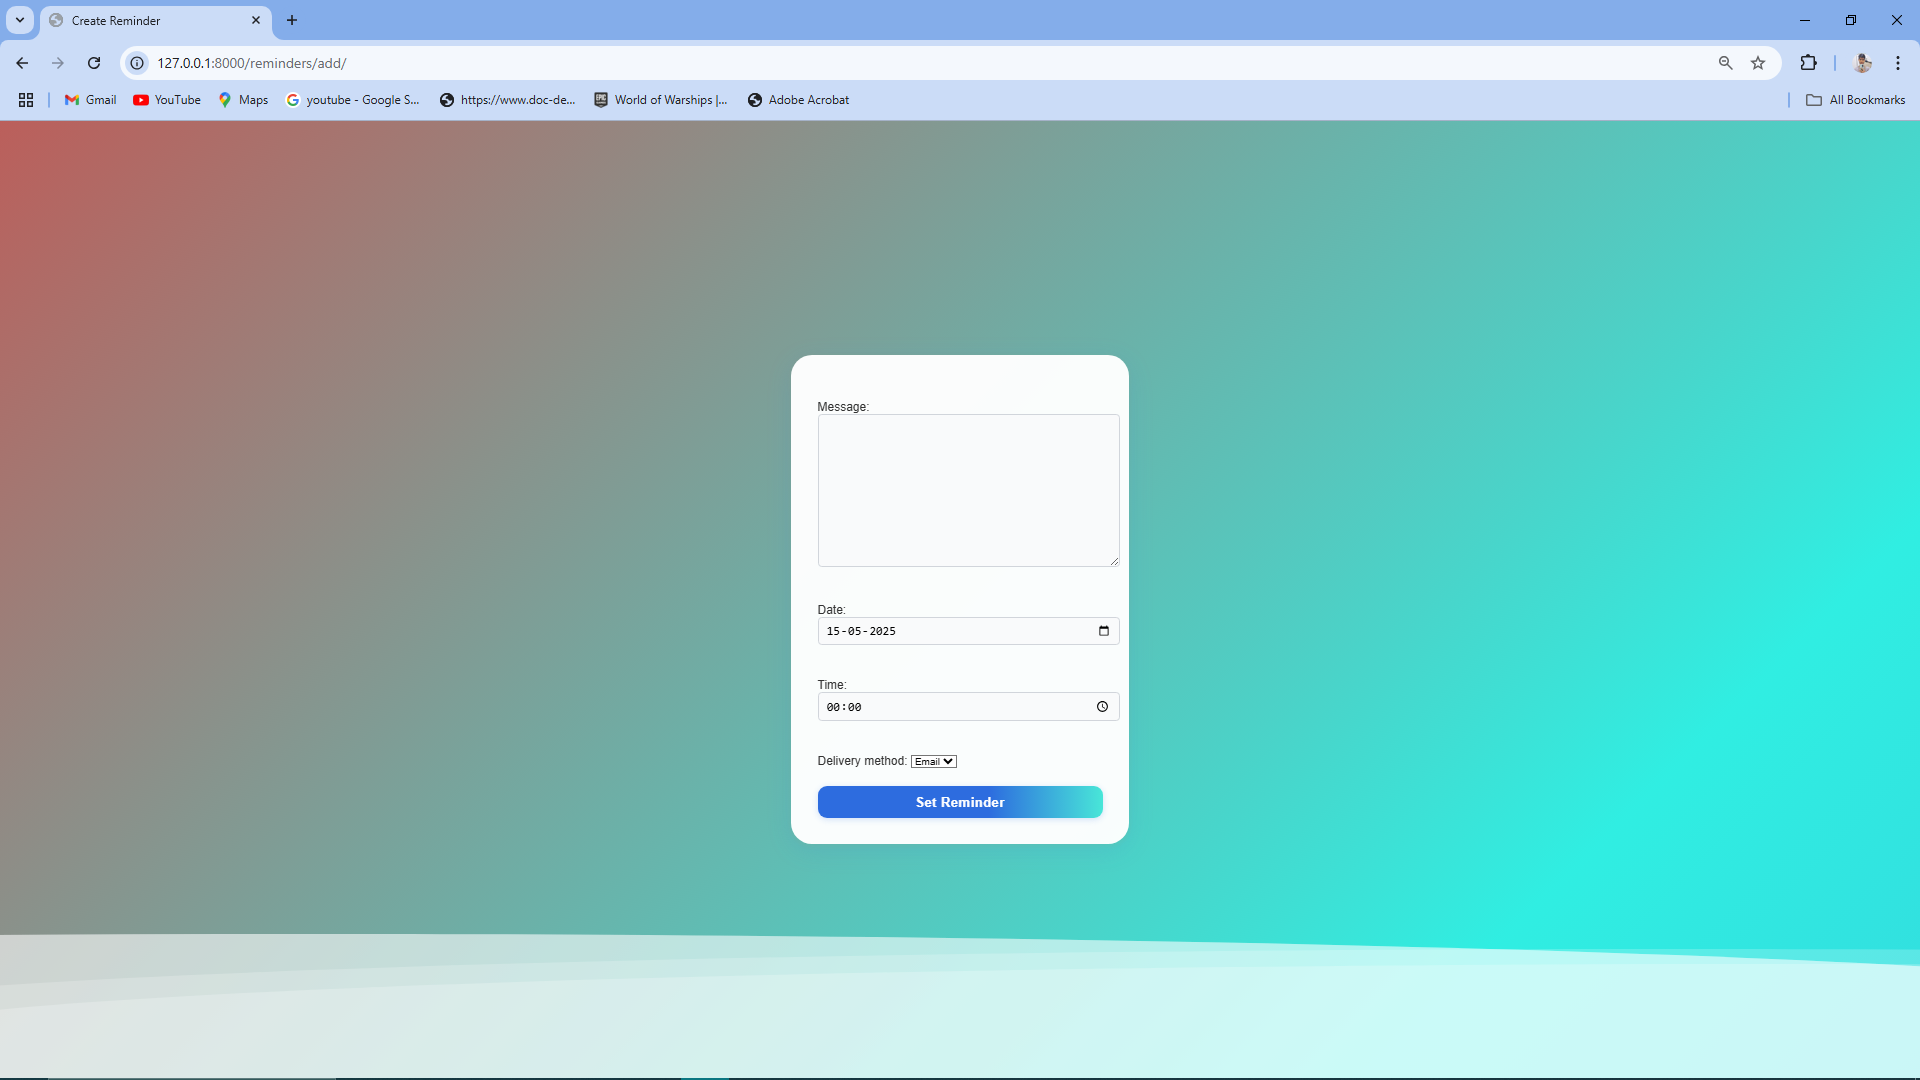 Create Reminder
127.0.0.1:8000/reminders/add/
Gmail
YouTube
Maps
youtube - Google S...
https://www.doc-de...
World of Warships |...
Adobe Acrobat
All Bookmarks
Message:
Date:
15-05-2025
Time:
00:00
Delivery method: Email
Set Reminder